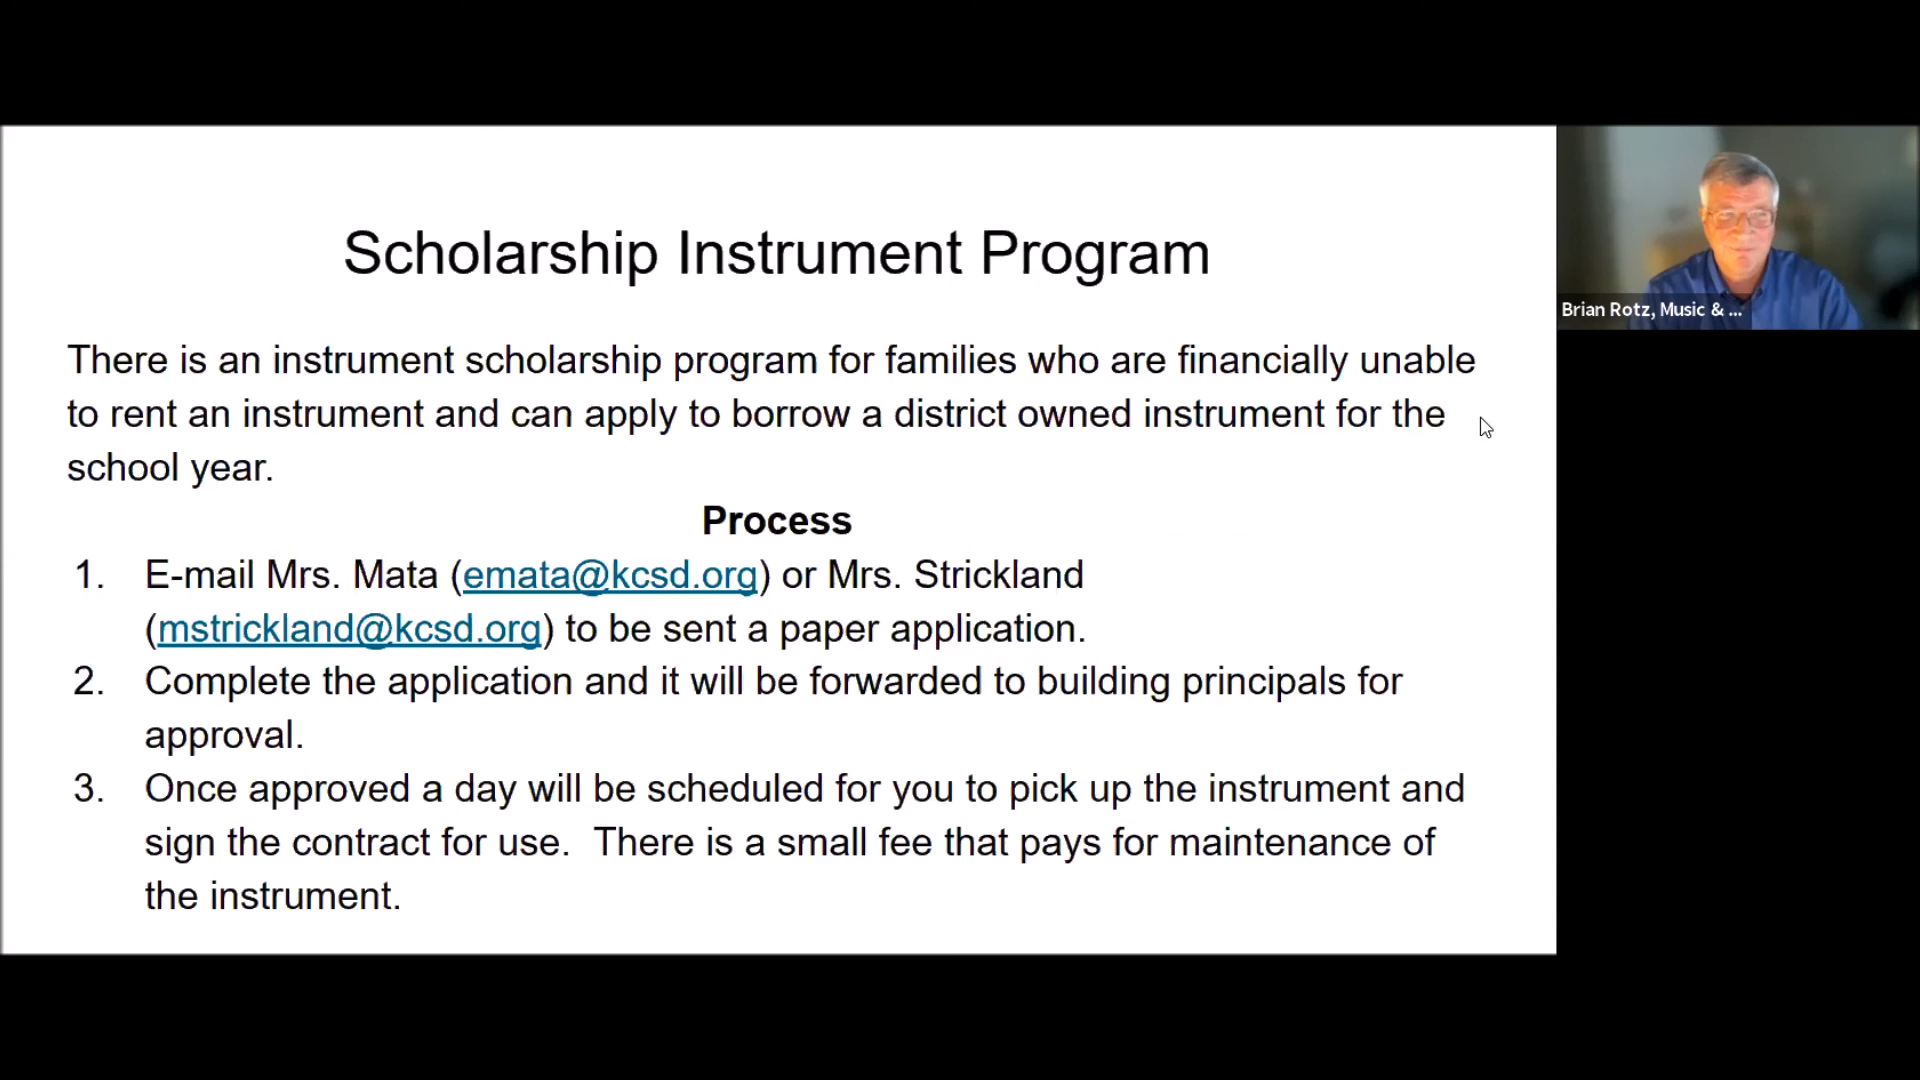 Scholarship Instrument Program
There is an instrument scholarship program for families who are financially unable
to rent an instrument and can apply to borrow a district owned instrument for the
school year.
Process
1. E-mail Mrs. Mata (emata@kcsd.org) or Mrs. Strickland
(mstrickland@kcsd.org) to be sent a paper application.
2. Complete the application and it will be forwarded to building principals for
approval.
3. Once approved a day will be scheduled for you to pick up the instrument and
sign the contract for use.  There is a small fee that pays for maintenance of
the instrument.
Brian Rotz, Music & ...